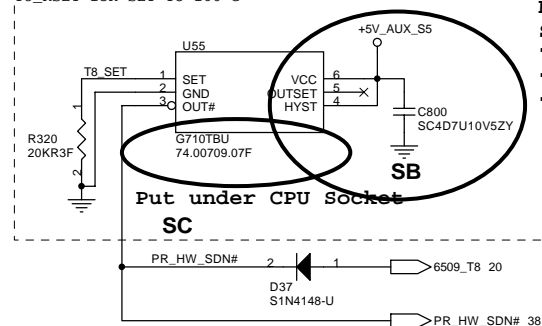 +5V_AUX_S5
U55
T8_SET
1 SET VCC 6
2 GND OUTSET 5
3 OUT# HYST 4
1
R320
20KR3F
2
G710TBU
74.00709.07F
C800
SC4D7U10V5ZY
SB
Put under CPU Socket
SC
PR_HW_SDN# 2 1 6509_T8 20
D37
S1N4148-U
PR_HW_SDN# 38